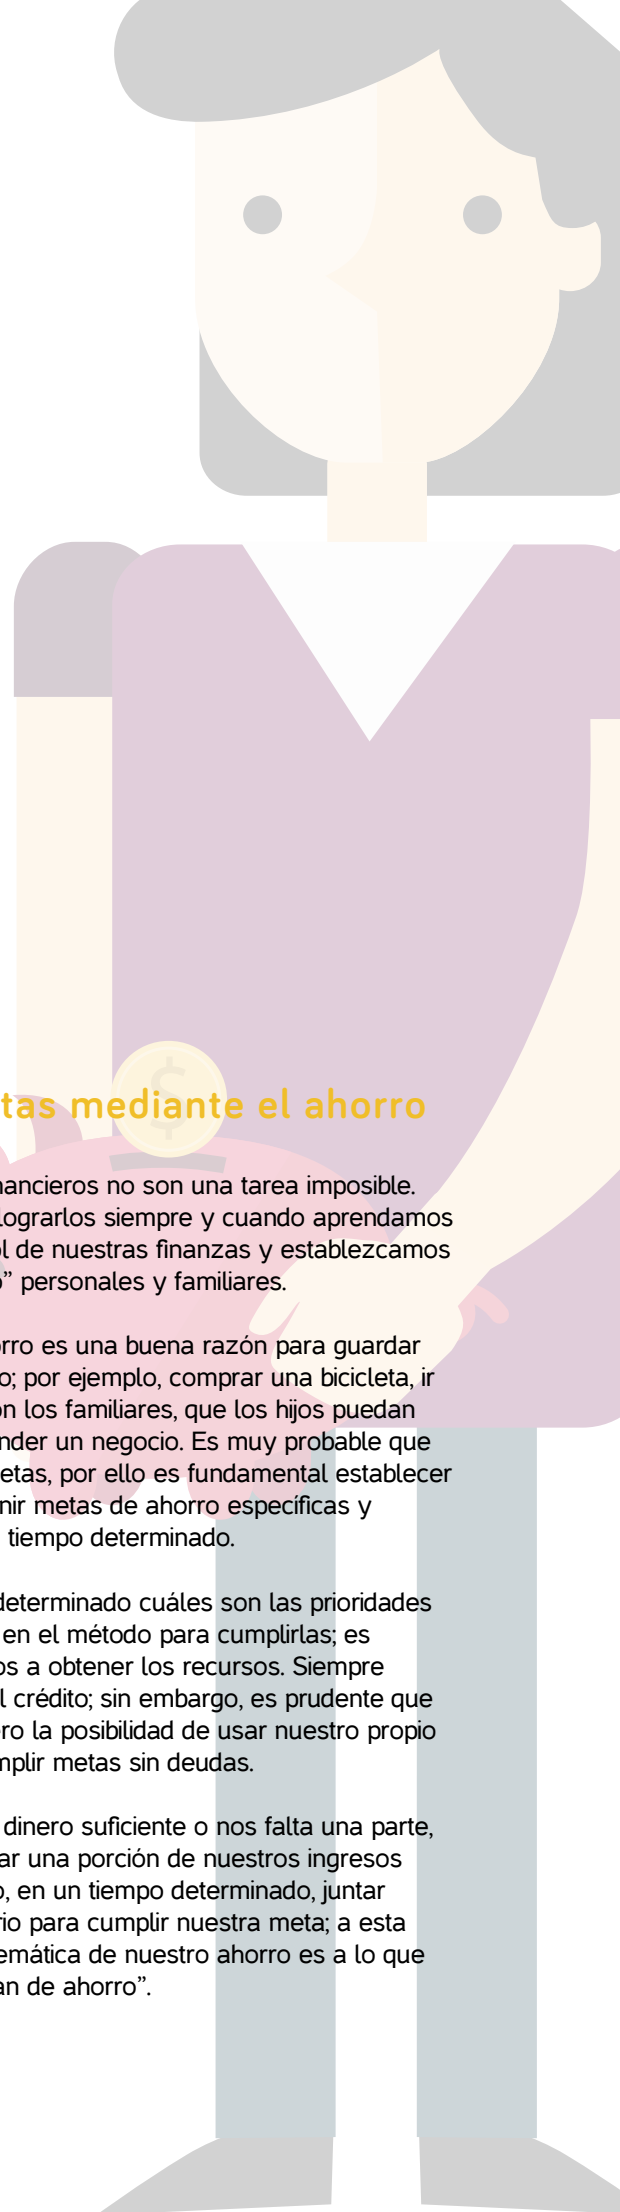 tas mediante el ahorro
nancieros no son una tarea imposible.
lograrlos siempre y cuando aprendamos
l de nuestras finanzas y establezcamos
” personales y familiares.
rro es una buena razón para guardar
o; por ejemplo, comprar una bicicleta, ir
on los familiares, que los hijos puedan
nder un negocio. Es muy probable que
etas, por ello es fundamental establecer
nir metas de ahorro específicas y
tiempo determinado.
determinado cuáles son las prioridades
en el método para cumplirlas; es
os a obtener los recursos. Siempre
l crédito; sin embargo, es prudente que
ro la posibilidad de usar nuestro propio
mplir metas sin deudas.
dinero suficiente o nos falta una parte,
ar una porción de nuestros ingresos
o, en un tiempo determinado, juntar
rio para cumplir nuestra meta; a esta
emática de nuestro ahorro es a lo que
an de ahorro”.
$